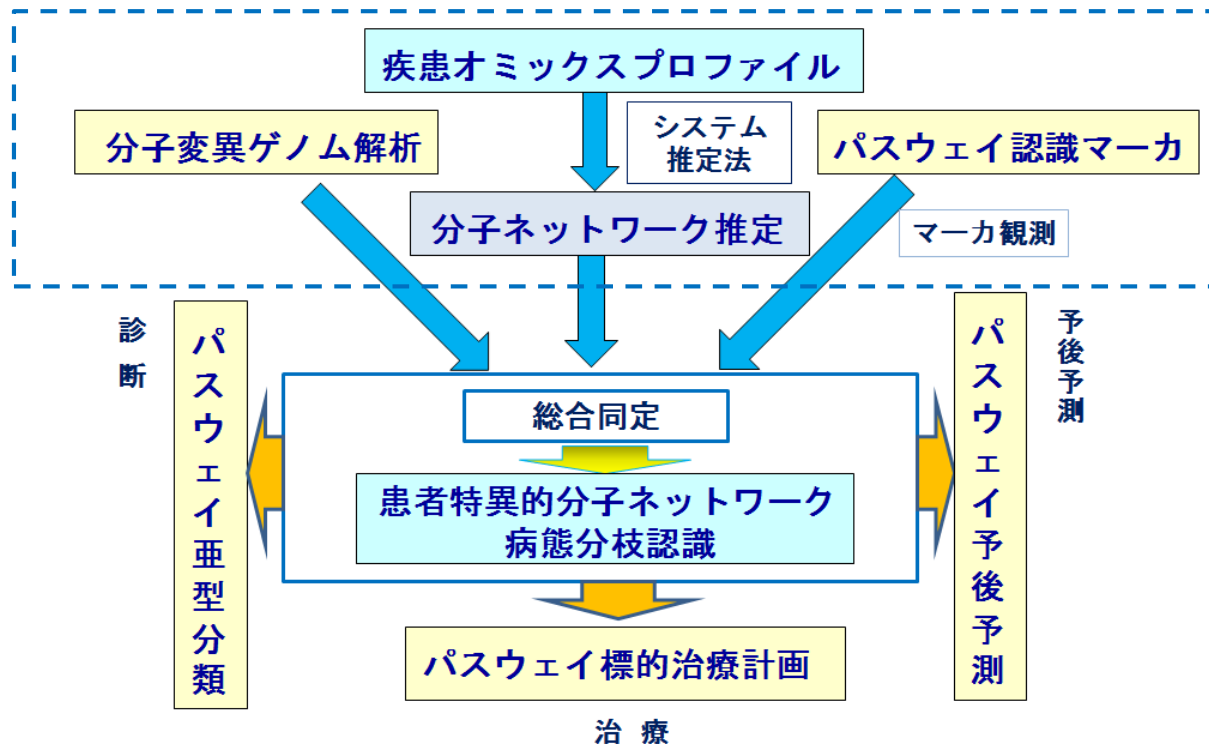 疾患オミックスプロファイル
分子変異ゲノム解析
システム
推定法
パスウェイ認識マーカ
分子ネットワーク推定
マーカ観測
診断
パスウェイ亜型分類
総合同定
患者特異的分子ネットワーク
病態分枝認識
パスウェイ予後予測
予後予測
パスウェイ標的治療計画
治療